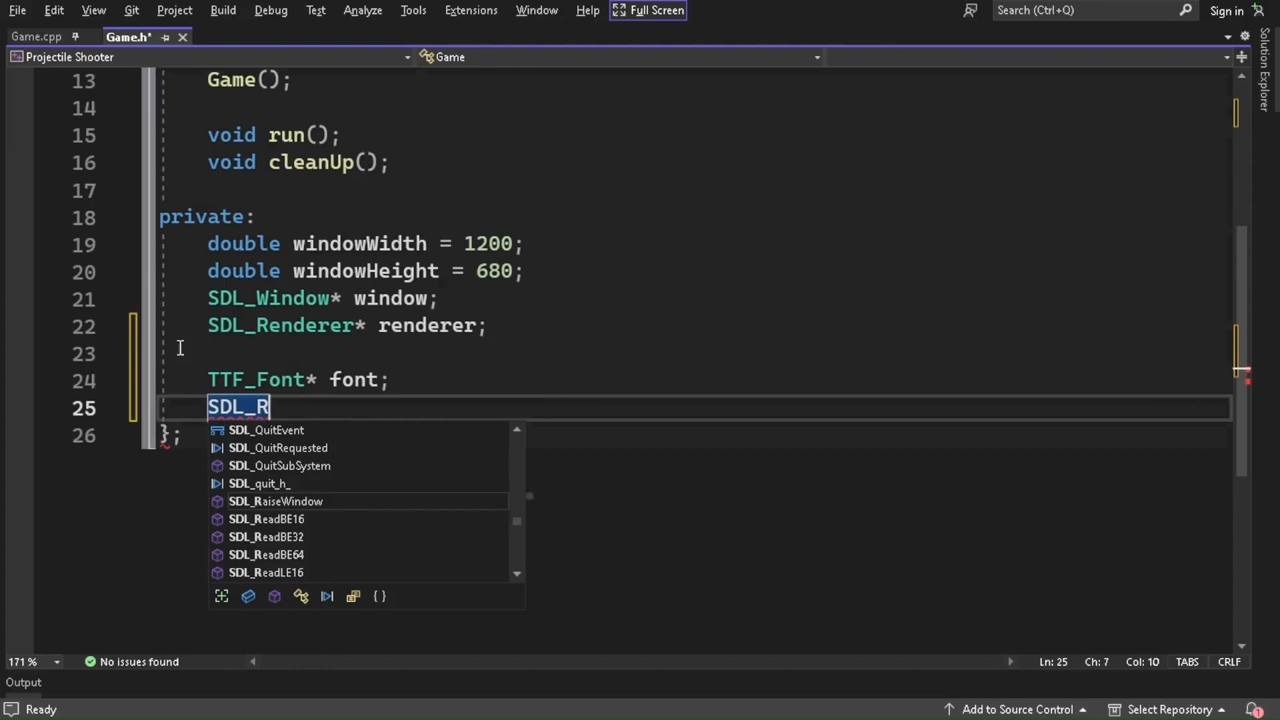 File Edit View Git Project Build Debug Test Analyze Tools Extensions Window Help Full Screen Search (Ctrl+Q) Sign in
Game.cpp Game.h*
Projectile Shooter Game
Solution Explorer
13 Game();
14
15 void run();
16 void cleanUp();
17
18 private:
19 double windowWidth = 1200;
20 double windowHeight = 680;
21 SDL_Window* window;
22 SDL_Renderer* renderer;
23
24 TTF_Font* font;
25 SDL_R
26 };
SDL_QuitEvent
SDL_QuitRequested
SDL_QuitSubSystem
SDL_quit_h_
SDL_RaiseWindow
SDL_ReadBE16
SDL_ReadBE32
SDL_ReadBE64
SDL_ReadLE16
171 % No issues found Ln: 25 Ch: 7 Col: 10 TABS CRLF
Output
Ready Add to Source Control Select Repository 1